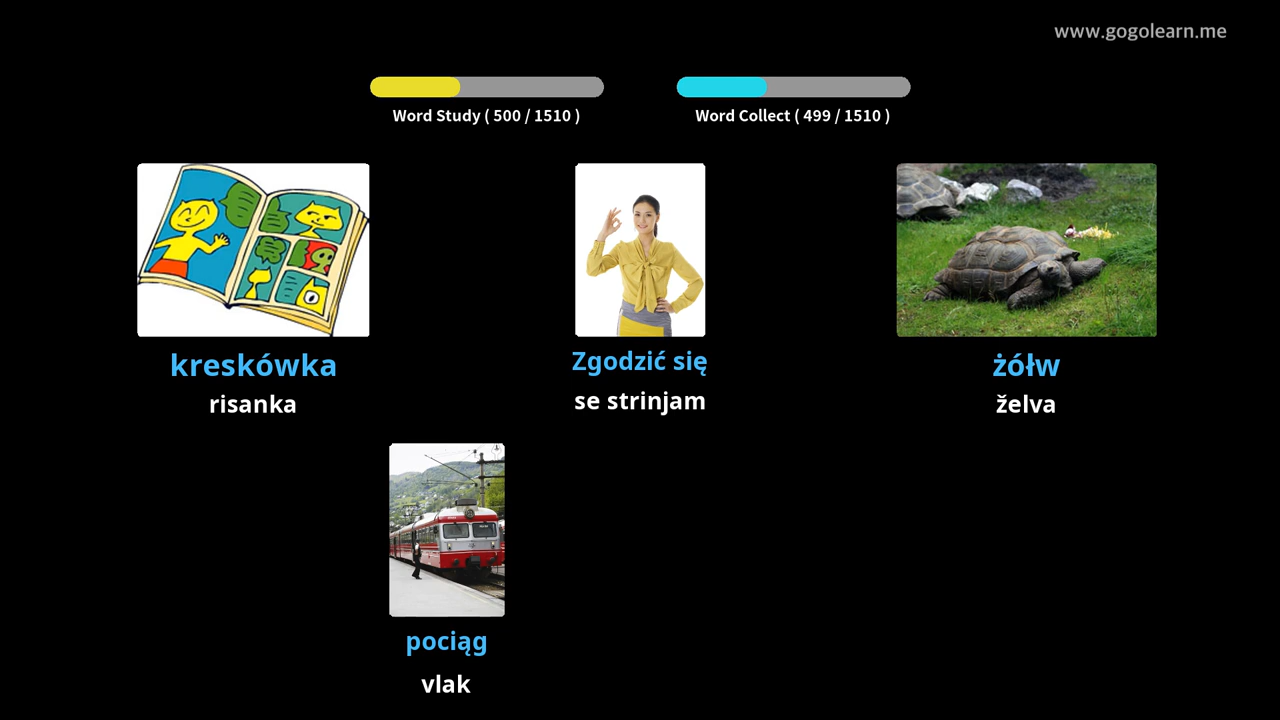 www.gogolearn.me
Word Study ( 500 / 1510 )
Word Collect ( 499 / 1510 )
kreskówka
risanka
Zgodzić się
se strinjam
żółw
želva
pociąg
vlak